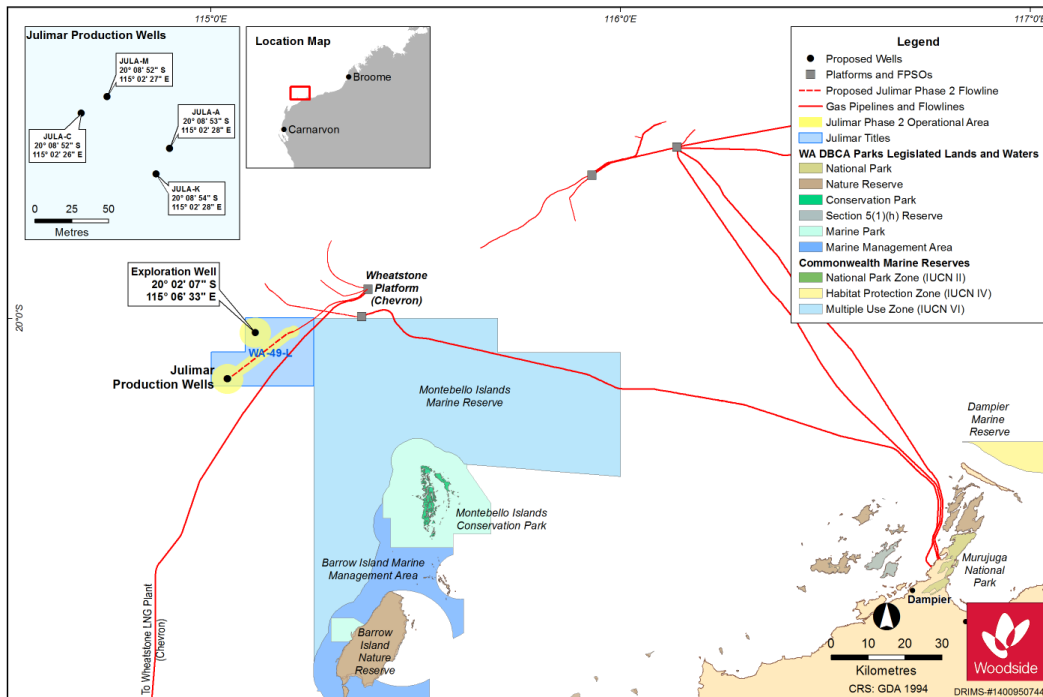 115°0'E
116°0'E
117°0'E
Julimar Production Wells
JULA-M
20° 08' 52" S
115° 02' 27" E
JULA-A
20° 08' 53" S
115° 02' 28" E
JULA-C
20° 08' 52" S
115° 02' 26" E
JULA-K
20° 08' 54" S
115° 02' 28" E
0 25 50
Metres
Location Map
Broome
Carnarvon
Legend
Proposed Wells
Platforms and FPSOs
Proposed Julimar Phase 2 Flowline
Gas Pipelines and Flowlines
Julimar Phase 2 Operational Area
Julimar Titles
WA DBCA Parks Legislated Lands and Waters
National Park
Nature Reserve
Conservation Park
Section 5(1)(h) Reserve
Marine Park
Marine Management Area
Commonwealth Marine Reserves
National Park Zone (IUCN II)
Habitat Protection Zone (IUCN IV)
Multiple Use Zone (IUCN VI)
Exploration Well
20° 02' 07" S
115° 06' 33" E
Wheatstone
Platform
(Chevron)
20°0'S
WA-49-L
Julimar
Production Wells
Montebello Islands
Marine Reserve
Dampier
Marine
Reserve
Montebello Islands
Conservation Park
Barrow Island Marine
Management Area
Murujuga
National
Park
Dampier
To Wheatstone LNG Plant
(Chevron)
Barrow
Island
Nature
Reserve
0 10 20 30
Kilometres
CRS: GDA 1994
Woodside
DRIMS-#1400950746